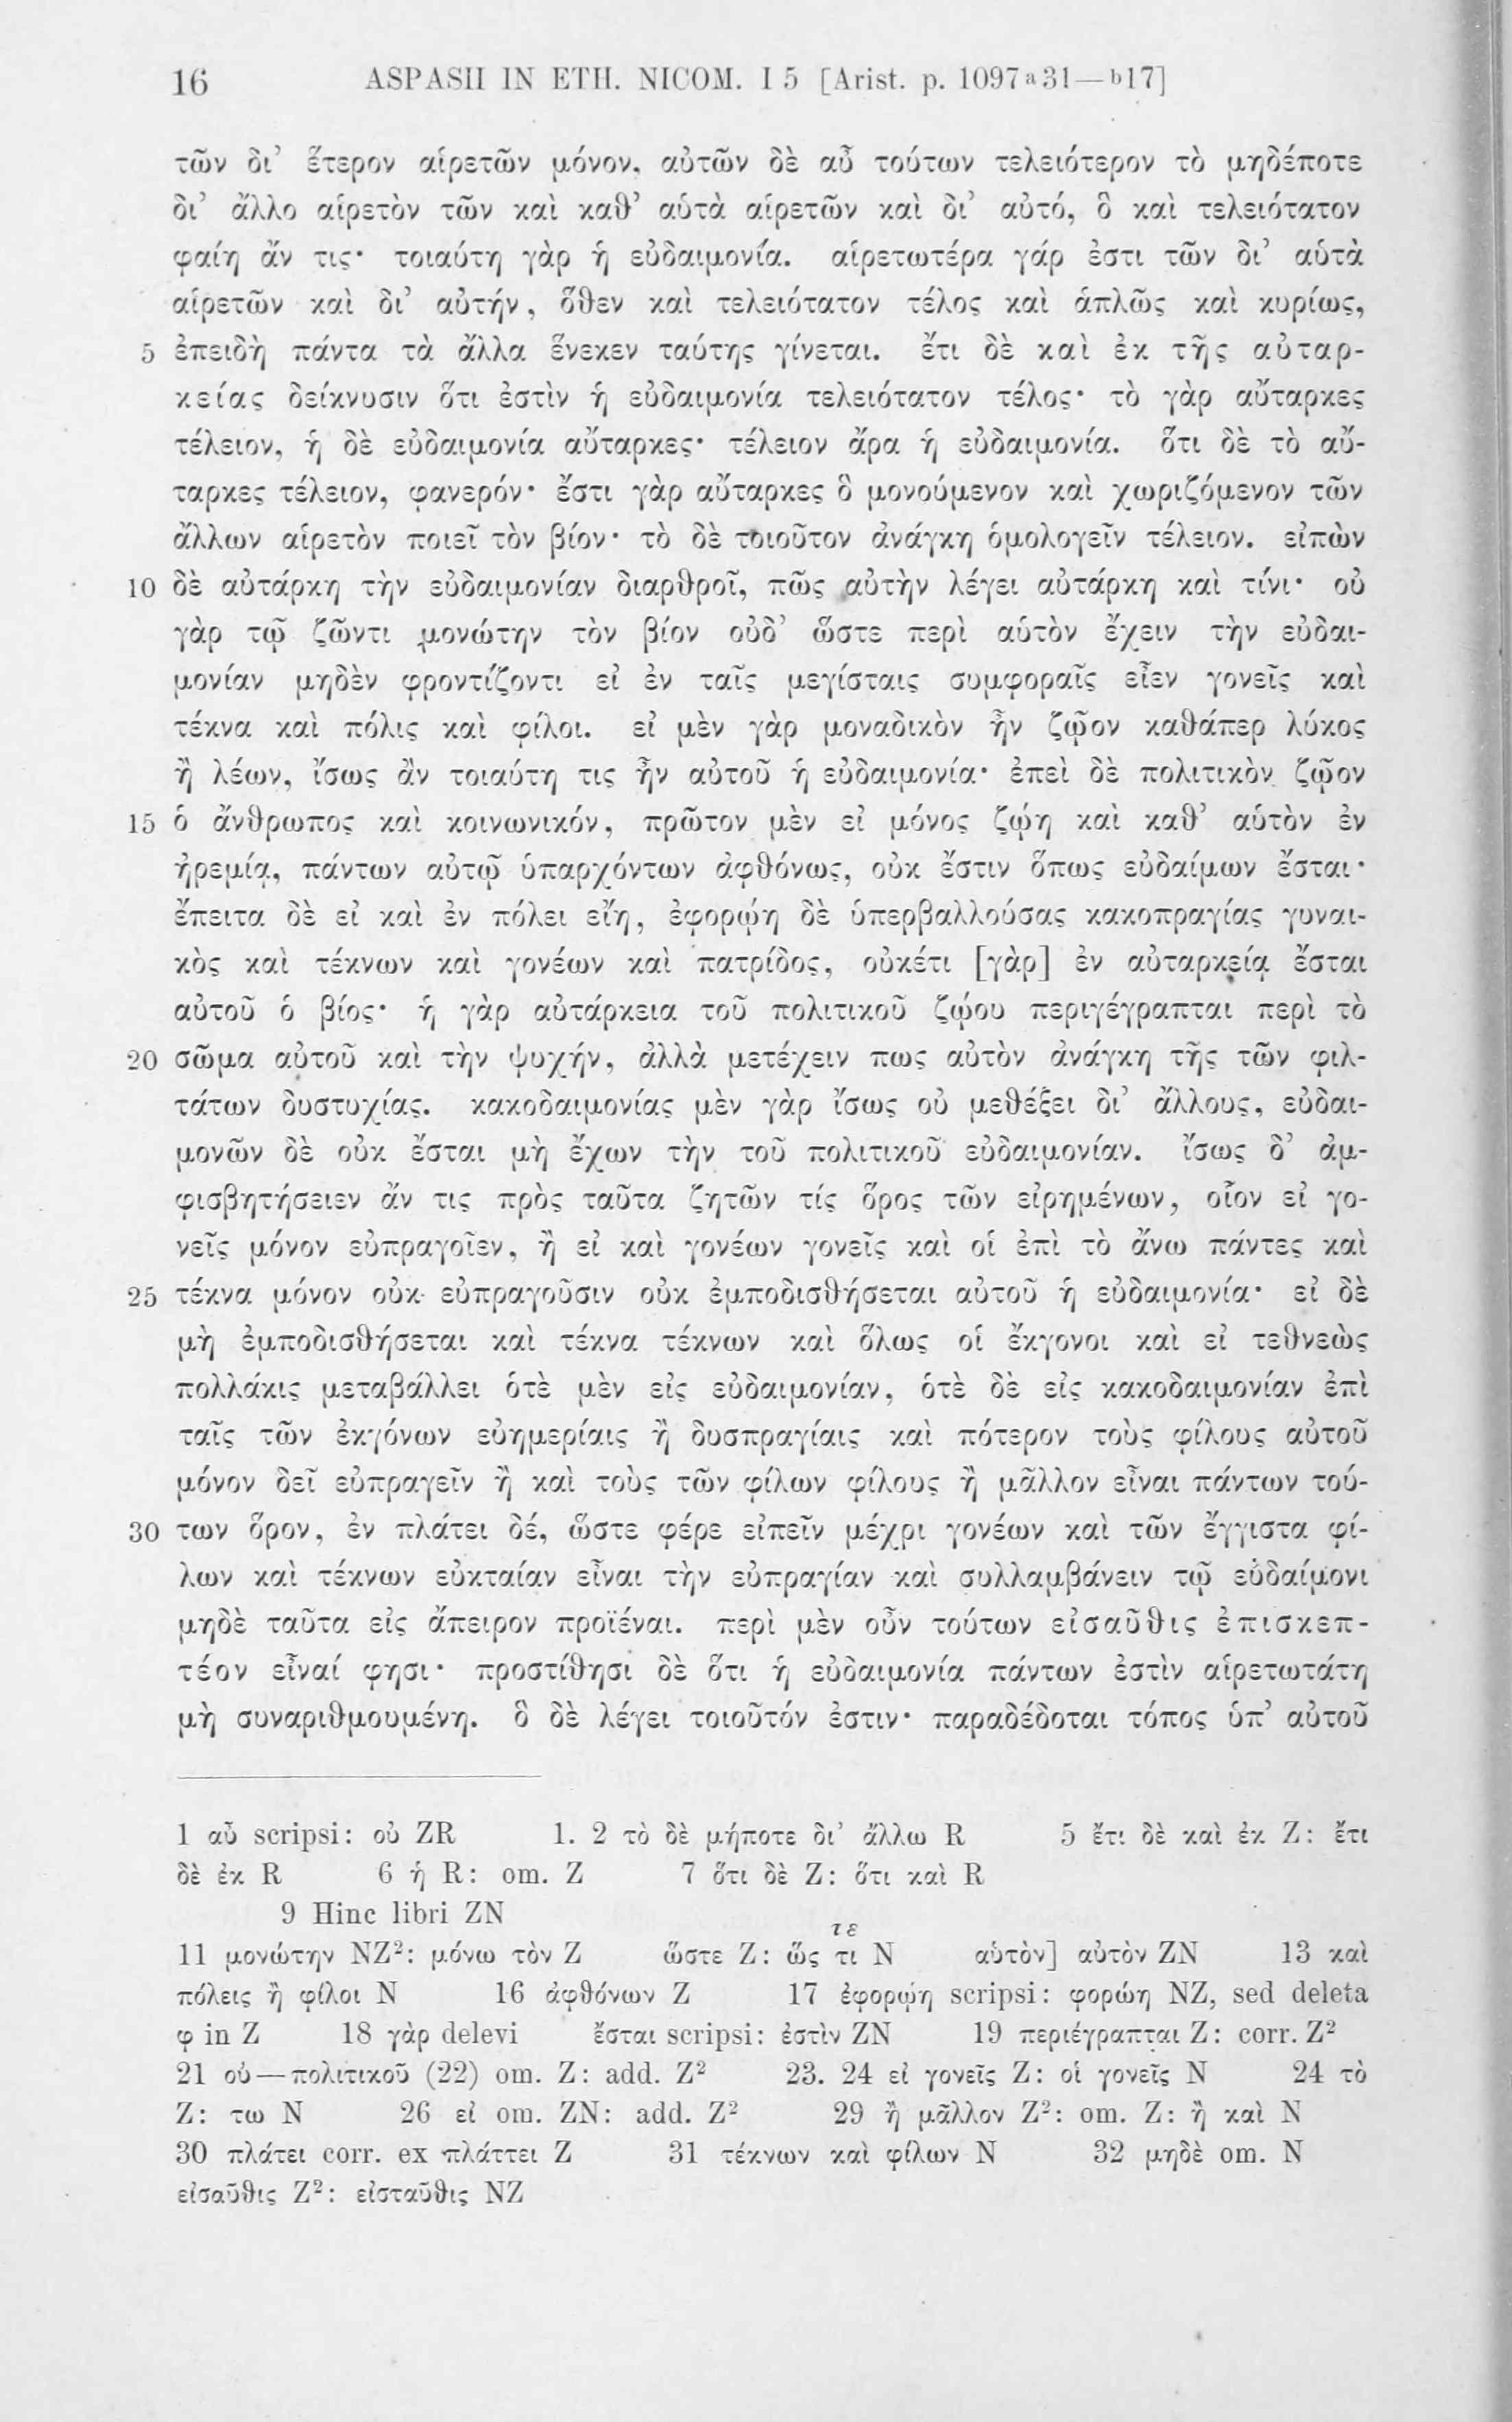 16 ASPASII IN ETH. NICOM. I 5 [Arist. p. 1097ᵃ31—ᵇ17]
τῶν δι’ ἕτερον αἱρετῶν μόνον, αὐτῶν δὲ αὖ τούτων τελειότερον τὸ μηδέποτε
δι’ ἄλλο αἱρετὸν τῶν καὶ καθ’ αὑτὰ αἱρετῶν καὶ δι’ αὐτό, ὃ καὶ τελειότατον
φαίη ἄν τις· τοιαύτη γὰρ ἡ εὐδαιμονία. αἱρετωτέρα γάρ ἐστι τῶν δι’ αὑτὰ
αἱρετῶν καὶ δι’ αὐτήν, ὅθεν καὶ τελειότατον τέλος καὶ ἁπλῶς καὶ κυρίως,
5 ἐπειδὴ πάντα τὰ ἄλλα ἕνεκεν ταύτης γίνεται. ἔτι δὲ καὶ ἐκ τῆς αὐταρ-
κείας δείκνυσιν ὅτι ἐστὶν ἡ εὐδαιμονία τελειότατον τέλος· τὸ γὰρ αὔταρκες
τέλειον, ἡ δὲ εὐδαιμονία αὔταρκες· τέλειον ἄρα ἡ εὐδαιμονία. ὅτι δὲ τὸ αὔ-
ταρκες τέλειον, φανερόν· ἔστι γὰρ αὔταρκες ὃ μονούμενον καὶ χωριζόμενον τῶν
ἄλλων αἱρετὸν ποιεῖ τὸν βίον· τὸ δὲ τοιοῦτον ἀνάγκη ὁμολογεῖν τέλειον. εἰπὼν
10 δὲ αὐτάρκη τὴν εὐδαιμονίαν διαρθροῖ, πῶς αὐτὴν λέγει αὐτάρκη καὶ τίνι· οὐ
γὰρ τῷ ζῶντι μονώτην τὸν βίον οὐδ’ ὥστε περὶ αὑτὸν ἔχειν τὴν εὐδαι-
μονίαν μηδὲν φροντίζοντι εἰ ἐν ταῖς μεγίσταις συμφοραῖς εἶεν γονεῖς καὶ
τέκνα καὶ πόλις καὶ φίλοι. εἰ μὲν γὰρ μοναδικὸν ἦν ζῷον καθάπερ λύκος
ἢ λέων, ἴσως ἂν τοιαύτη τις ἦν αὐτοῦ ἡ εὐδαιμονία· ἐπεὶ δὲ πολιτικὸν ζῷον
15 ὁ ἄνθρωπος καὶ κοινωνικόν, πρῶτον μὲν εἰ μόνος ζῴη καὶ καθ’ αὑτὸν ἐν
ἠρεμίᾳ, πάντων αὐτῷ ὑπαρχόντων ἀφθόνως, οὐκ ἔστιν ὅπως εὐδαίμων ἔσται·
ἔπειτα δὲ εἰ καὶ ἐν πόλει εἴη, ἐφορῴη δὲ ὑπερβαλλούσας κακοπραγίας γυναι-
κὸς καὶ τέκνων καὶ γονέων καὶ πατρίδος, οὐκέτι [γὰρ] ἐν αὐταρκείᾳ ἔσται
αὐτοῦ ὁ βίος· ἡ γὰρ αὐτάρκεια τοῦ πολιτικοῦ ζῴου περιγέγραπται περὶ τὸ
20 σῶμα αὐτοῦ καὶ τὴν ψυχήν, ἀλλὰ μετέχειν πως αὐτὸν ἀνάγκη τῆς τῶν φιλ-
τάτων δυστυχίας. κακοδαιμονίας μὲν γὰρ ἴσως οὐ μεθέξει δι’ ἄλλους, εὐδαι-
μονῶν δὲ οὐκ ἔσται μὴ ἔχων τὴν τοῦ πολιτικοῦ εὐδαιμονίαν. ἴσως δ’ ἀμ-
φισβητήσειεν ἄν τις πρὸς ταῦτα ζητῶν τίς ὅρος τῶν εἰρημένων, οἷον εἰ γο-
νεῖς μόνον εὐπραγοῖεν, ἢ εἰ καὶ γονέων γονεῖς καὶ οἱ ἐπὶ τὸ ἄνω πάντες καὶ
25 τέκνα μόνον οὐκ εὐπραγοῦσιν οὐκ ἐμποδισθήσεται αὐτοῦ ἡ εὐδαιμονία· εἰ δὲ
μὴ ἐμποδισθήσεται καὶ τέκνα τέκνων καὶ ὅλως οἱ ἔκγονοι καὶ εἰ τεθνεὼς
πολλάκις μεταβάλλει ὁτὲ μὲν εἰς εὐδαιμονίαν, ὁτὲ δὲ εἰς κακοδαιμονίαν ἐπὶ
ταῖς τῶν ἐκγόνων εὐημερίαις ἢ δυσπραγίαις καὶ πότερον τοὺς φίλους αὐτοῦ
μόνον δεῖ εὐπραγεῖν ἢ καὶ τοὺς τῶν φίλων φίλους ἢ μᾶλλον εἶναι πάντων τού-
30 των ὅρον, ἐν πλάτει δέ, ὥστε φέρε εἰπεῖν μέχρι γονέων καὶ τῶν ἔγγιστα φί-
λων καὶ τέκνων εὐκταίαν εἶναι τὴν εὐπραγίαν καὶ συλλαμβάνειν τῷ εὐδαίμονι
μηδὲ ταῦτα εἰς ἄπειρον προϊέναι. περὶ μὲν οὖν τούτων εἰσαῦθις ἐπισκεπ-
τέον εἶναί φησι· προστίθησι δὲ ὅτι ἡ εὐδαιμονία πάντων ἐστὶν αἱρετωτάτη
μὴ συναριθμουμένη. ὃ δὲ λέγει τοιοῦτόν ἐστιν· παραδέδοται τόπος ὑπ’ αὐτοῦ
1 αὖ scripsi: οὐ ZR 1. 2 τὸ δὲ μήποτε δι’ ἄλλω R 5 ἔτι δὲ καὶ ἐκ Z: ἔτι
δὲ ἐκ R 6 ἡ R: om. Z 7 ὅτι δὲ Z: ὅτι καὶ R
9 Hinc libri ZN
τε
11 μονώτην NZ²: μόνω τὸν Z ὥστε Z: ὥς τι N αὑτὸν] αὐτὸν ZN 13 καὶ
πόλεις ἢ φίλοι N 16 ἀφθόνων Z 17 ἐφορῴη scripsi: φορώη NZ, sed deleta
φ in Z 18 γὰρ delevi ἔσται scripsi: ἐστὶν ZN 19 περιέγραπται Z: corr. Z²
21 οὐ—πολιτικοῦ (22) om. Z: add. Z² 23. 24 εἰ γονεῖς Z: οἱ γονεῖς N 24 τὸ
Z: τω N 26 εἰ om. ZN: add. Z² 29 ἢ μᾶλλον Z²: om. Z: ἢ καὶ N
30 πλάτει corr. ex πλάττει Z 31 τέκνων καὶ φίλων N 32 μηδὲ om. N
εἰσαῦθις Z²: εἰσταῦθις NZ